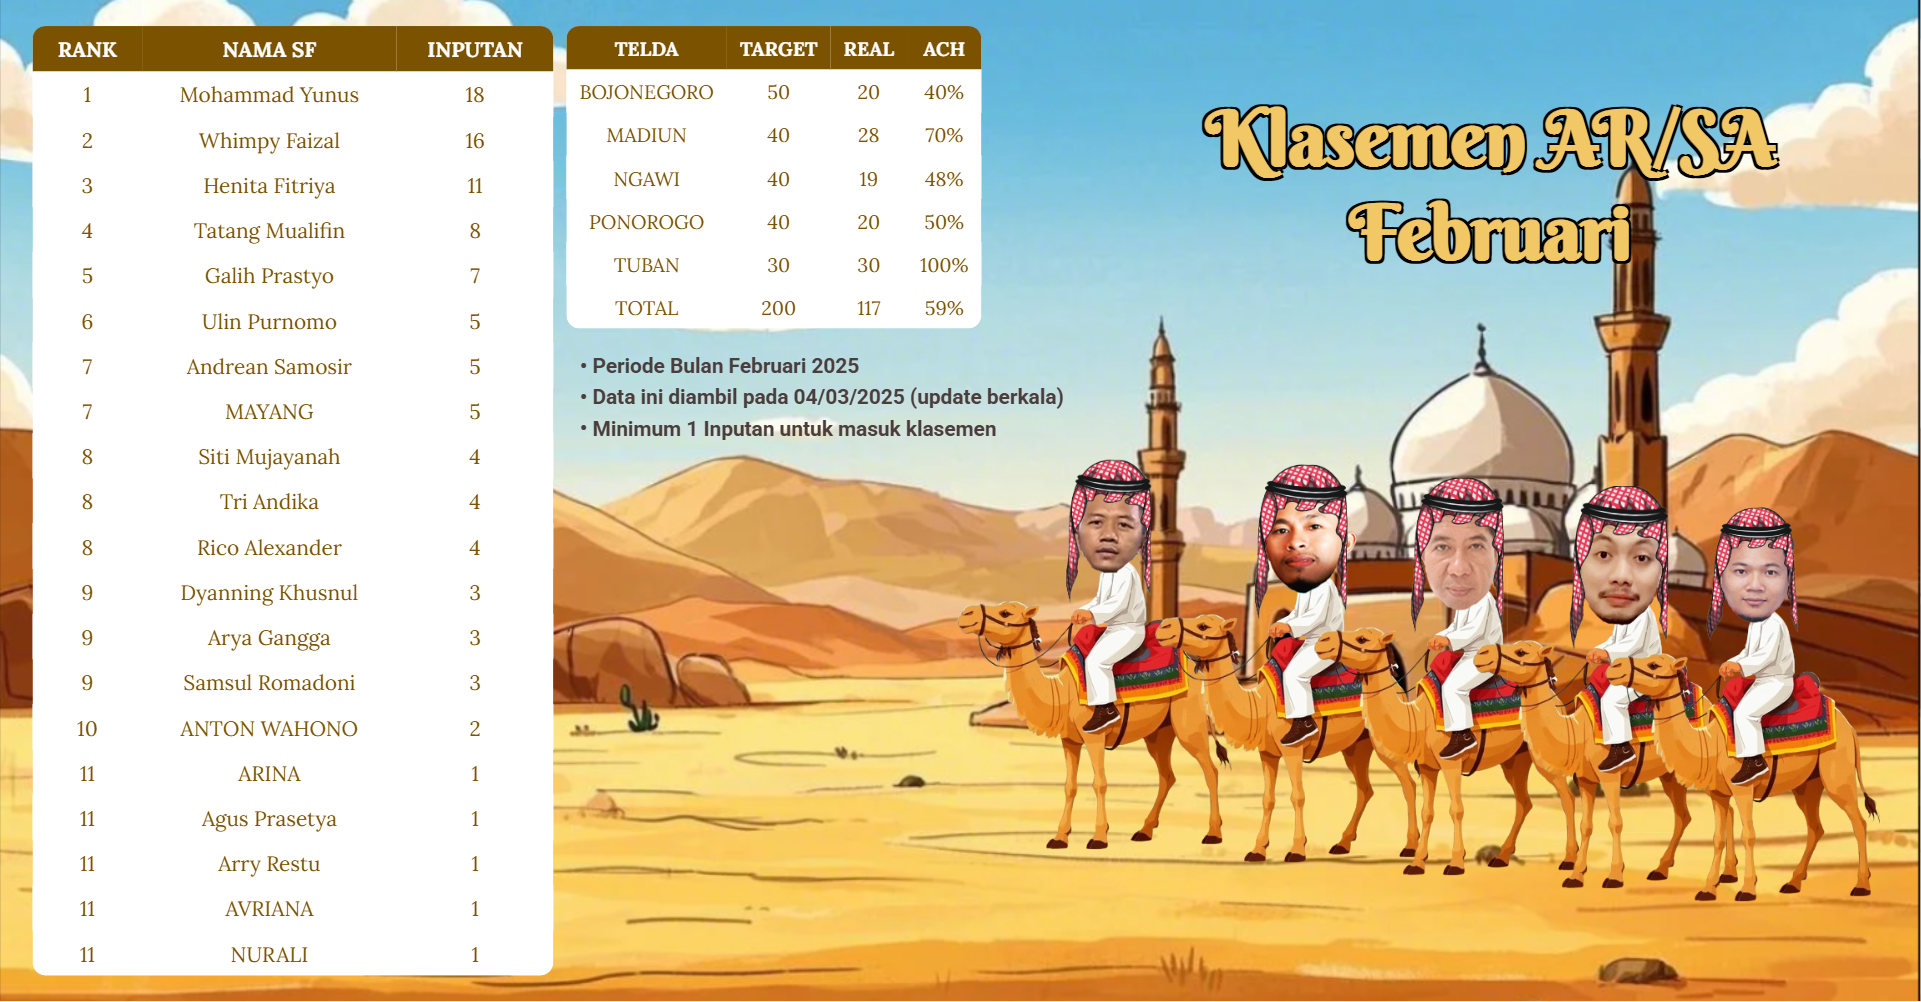 RANK NAMA SF INPUTAN
1 Mohammad Yunus 18
2 Whimpy Faizal 16
3 Henita Fitriya 11
4 Tatang Mualifin 8
5 Galih Prastyo 7
6 Ulin Purnomo 5
7 Andrean Samosir 5
7 MAYANG 5
8 Siti Mujayanah 4
8 Tri Andika 4
8 Rico Alexander 4
9 Dyanning Khusnul 3
9 Arya Gangga 3
9 Samsul Romadoni 3
10 ANTON WAHONO 2
11 ARINA 1
11 Agus Prasetya 1
11 Arry Restu 1
11 AVRIANA 1
11 NURALI 1
TELDA TARGET REAL ACH
BOJONEGORO 50 20 40%
MADIUN 40 28 70%
NGAWI 40 19 48%
PONOROGO 40 20 50%
TUBAN 30 30 100%
TOTAL 200 117 59%
• Periode Bulan Februari 2025
• Data ini diambil pada 04/03/2025 (update berkala)
• Minimum 1 Inputan untuk masuk klasemen
Klasemen AR/SA
Februari